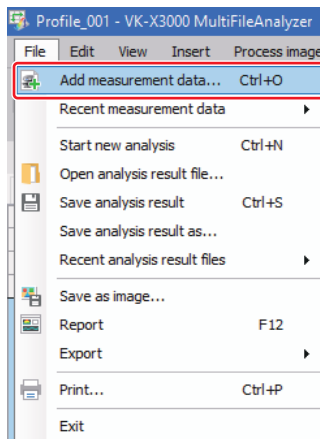 Profile_001 - VK-X3000 MultiFileAnalyzer
File Edit View Insert Process image
Add measurement data... Ctrl+O
Recent measurement data
Start new analysis Ctrl+N
Open analysis result file...
Save analysis result Ctrl+S
Save analysis result as...
Recent analysis result files
Save as image...
Report F12
Export
Print... Ctrl+P
Exit